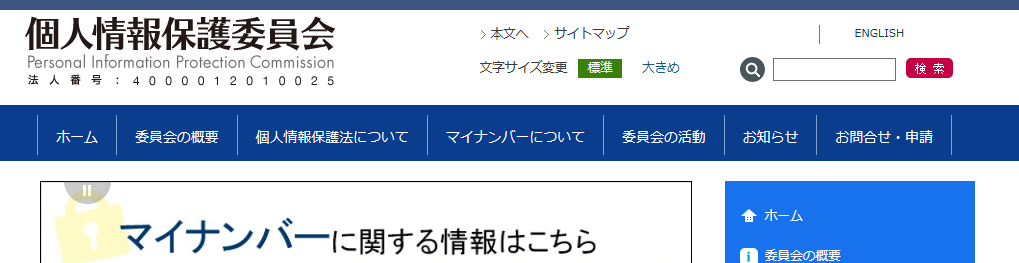 個人情報保護委員会
Personal Information Protection Commission
法人番号：4000012010025
本文へ サイトマップ ENGLISH
文字サイズ変更 標準 大きめ 検索
ホーム 委員会の概要 個人情報保護法について マイナンバーについて 委員会の活動 お知らせ お問合せ・申請
マイナンバーに関する情報はこちら
ホーム
委員会の概要